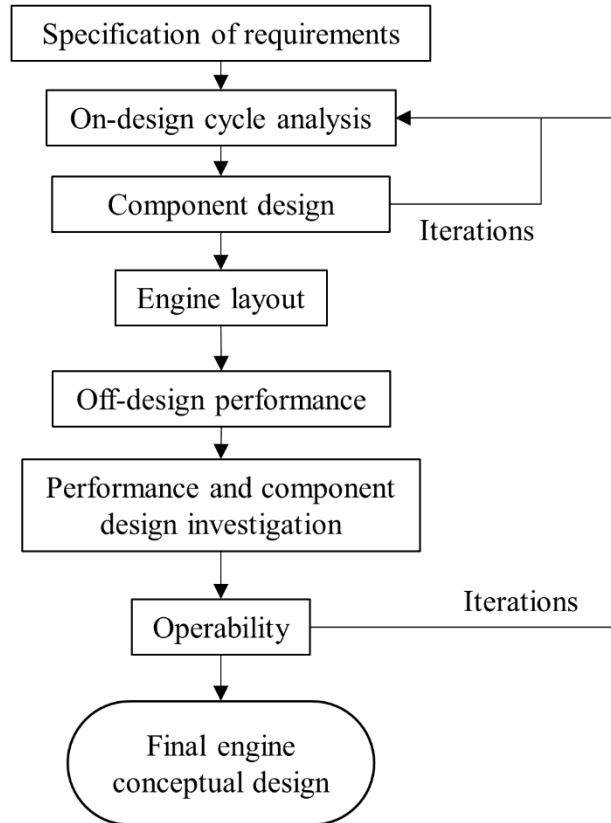 Specification of requirements
On-design cycle analysis
Component design
Iterations
Engine layout
Off-design performance
Performance and component
design investigation
Iterations
Operability
Final engine
conceptual design